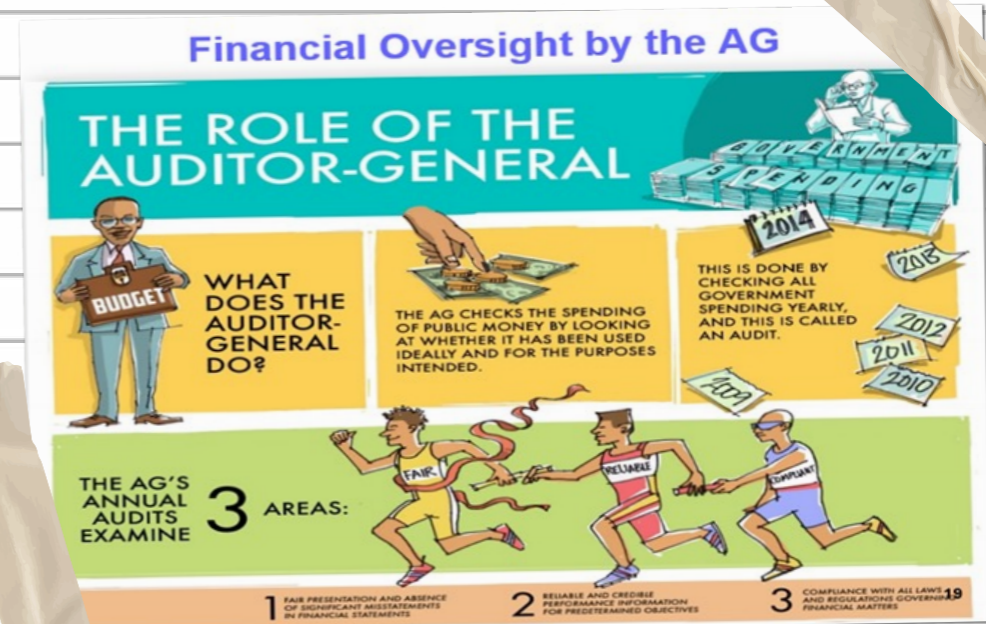 Financial Oversight by the AG
THE ROLE OF THE
AUDITOR-GENERAL
GOVERNMENT
SPENDING
2014
2013
2012
2011
2010
2009
BUDGET
WHAT
DOES THE
AUDITOR-
GENERAL
DO?
THE AG CHECKS THE SPENDING
OF PUBLIC MONEY BY LOOKING
AT WHETHER IT HAS BEEN USED
IDEALLY AND FOR THE PURPOSES
INTENDED.
THIS IS DONE BY
CHECKING ALL
GOVERNMENT
SPENDING YEARLY,
AND THIS IS CALLED
AN AUDIT.
THE AG'S
ANNUAL
AUDITS
EXAMINE
3 AREAS:
FAIR
RELIABLE
COMPLIANT
1 FAIR PRESENTATION AND ABSENCE
OF SIGNIFICANT MISSTATEMENTS
IN FINANCIAL STATEMENTS
2 RELIABLE AND CREDIBLE
PERFORMANCE INFORMATION
FOR PREDETERMINED OBJECTIVES
3 COMPLIANCE WITH ALL LAWS
AND REGULATIONS GOVERNING
FINANCIAL MATTERS
19